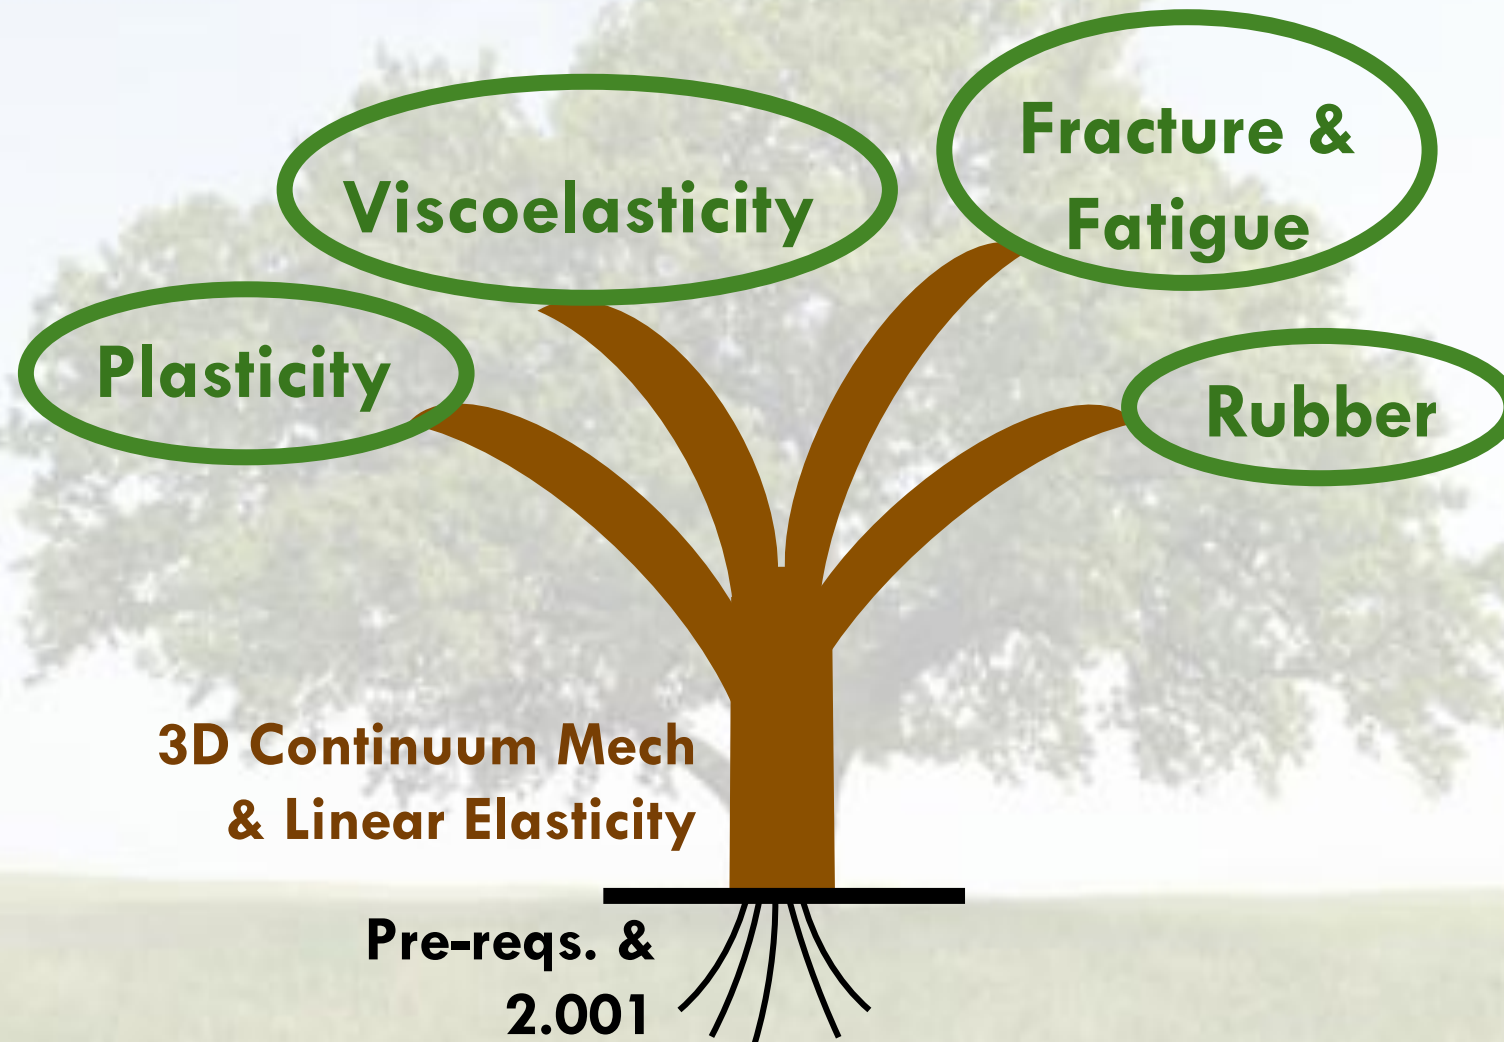 Fracture &
Fatigue
Viscoelasticity
Plasticity
Rubber
3D Continuum Mech
& Linear Elasticity
Pre-reqs. &
2.001